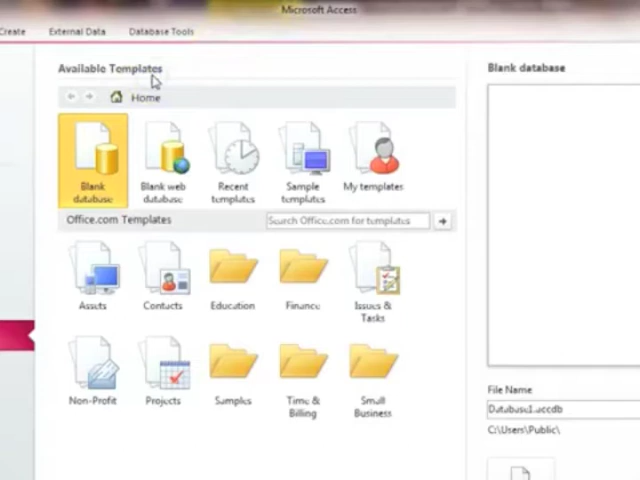 Microsoft Access
Create External Data Database Tools
Available Templates
Blank database
Home
Blank database
Blank web database
Recent templates
Sample templates
My templates
Office.com Templates
Search Office.com for templates
Assets
Contacts
Education
Finance
Issues & Tasks
Non-Profit
Projects
Samples
Time & Billing
Small Business
File Name
Database1.accdb
C:\Users\Public\